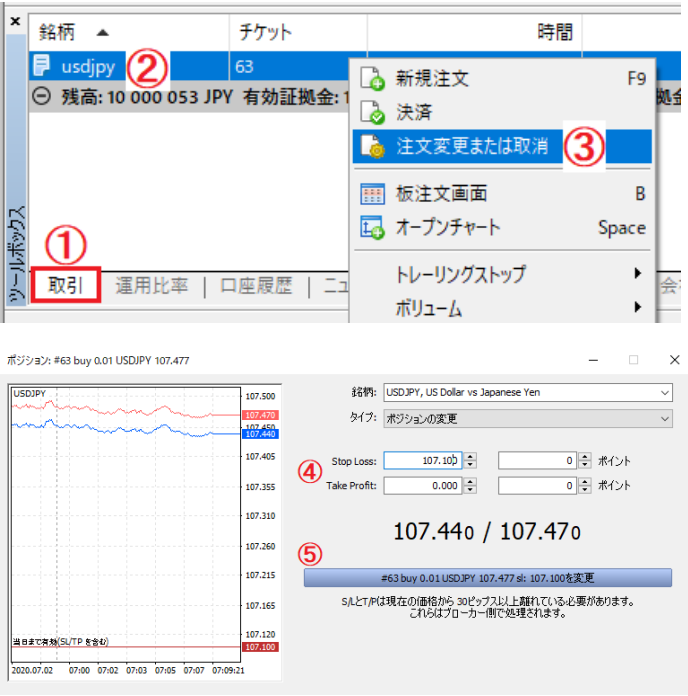 銘柄 チケット 時間
usdjpy ② 63
残高: 10 000 053 JPY 有効証拠金: 1
新規注文 F9
決済
注文変更または取消 ③
板注文画面 B
オープンチャート Space
トレーリングストップ
ボリューム
ツールボックス
①
取引 運用比率 | 口座履歴 | ニュ
ポジション: #63 buy 0.01 USDJPY 107.477
USDJPY
107.500
107.470
107.450
107.440
107.405
107.355
107.310
107.260
107.215
107.165
107.120
107.100
当日まで有効(SL/TP を含む)
2020.07.02 07:00 07:02 07:03 07:05 07:07 07:09:21
銘柄: USDJPY, US Dollar vs Japanese Yen
タイプ: ポジションの変更
④
Stop Loss: 107.100 0 ポイント
Take Profit: 0.000 0 ポイント
107.440 / 107.470
⑤
#63 buy 0.01 USDJPY 107.477 sl: 107.100を変更
S/LとT/Pは現在の価格から 30ピップス以上離れている必要があります。
これらはブローカー側で処理されます。